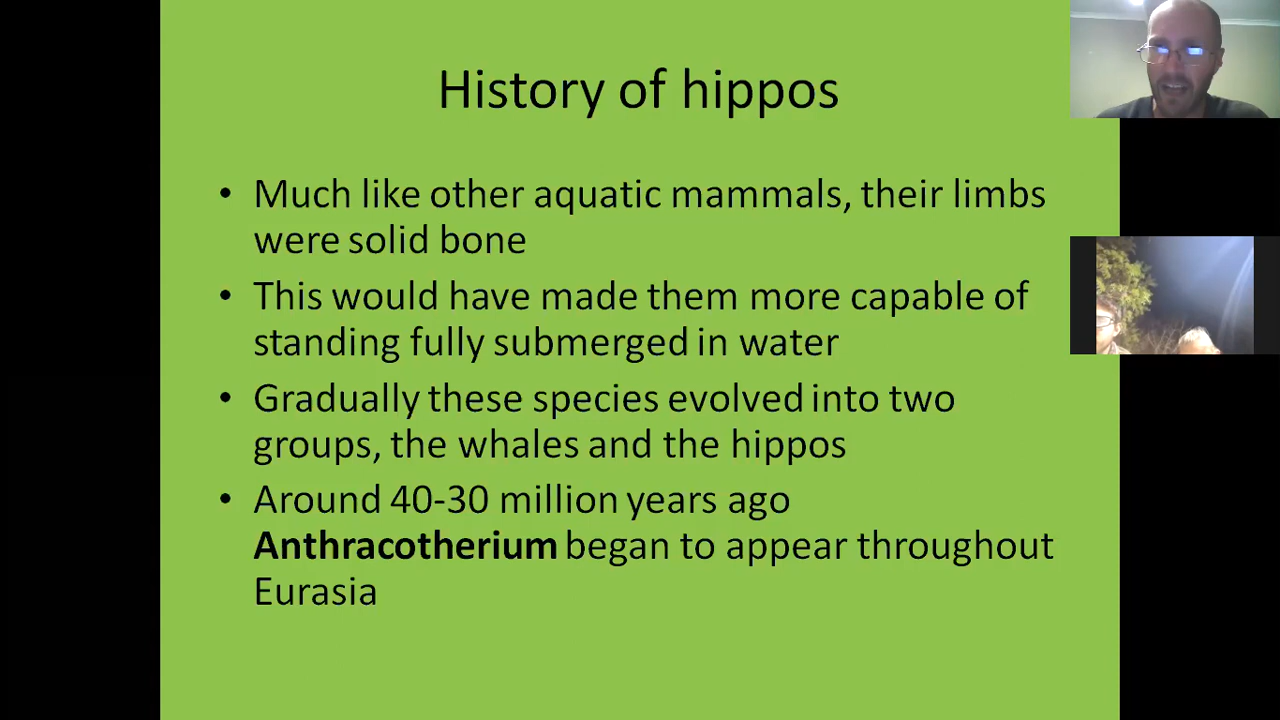 History of hippos
• Much like other aquatic mammals, their limbs
were solid bone
• This would have made them more capable of
standing fully submerged in water
• Gradually these species evolved into two
groups, the whales and the hippos
• Around 40-30 million years ago
Anthracotherium began to appear throughout
Eurasia